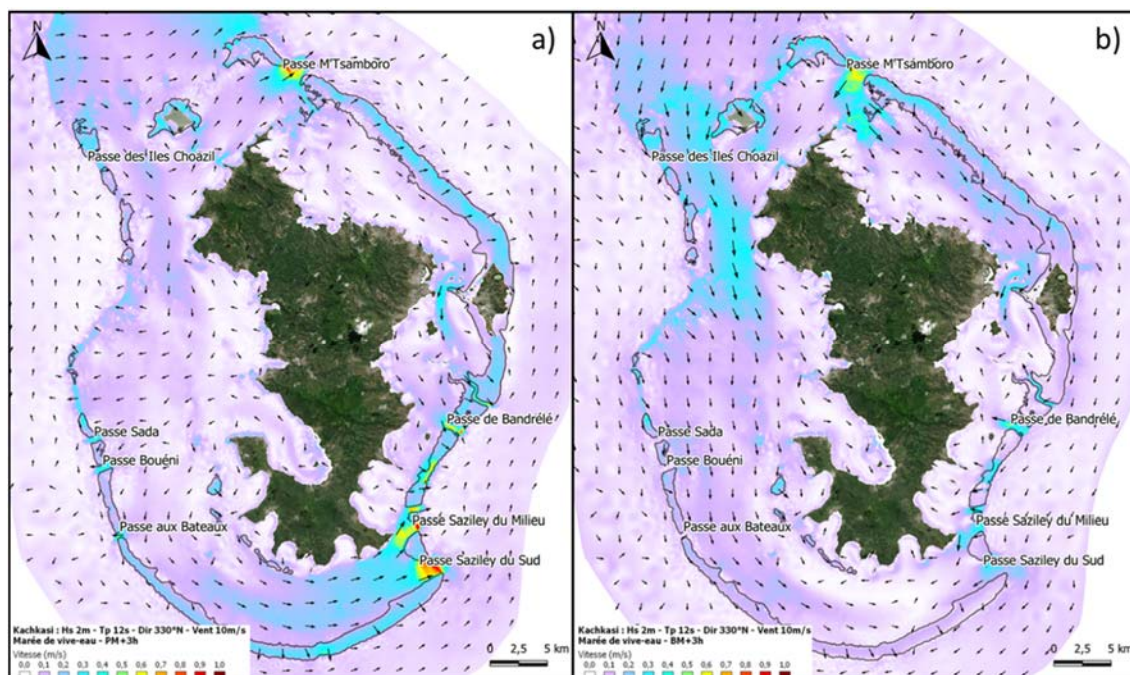 N
a)
Passe M'Tsamboro
Passe des Iles Choazil
Passe de Bandrélé
Passe Sada
Passe Bouéni
Passe aux Bateaux
Passe Saziley du Milieu
Passe Saziley du Sud
Kachkasi : Hs 2m - Tp 12s - Dir 330°N - Vent 10m/s
Marée de vive-eau - PM+3h
Vitesse (m/s)
0,0 0,1 0,2 0,3 0,4 0,5 0,6 0,7 0,8 0,9 1,0
0 2,5 5 km
N
b)
Passe M'Tsamboro
Passe des Iles Choazil
Passe de Bandrélé
Passe Sada
Passe Bouéni
Passe aux Bateaux
Passe Saziley du Milieu
Passe Saziley du Sud
Kachkasi : Hs 2m - Tp 12s - Dir 330°N - Vent 10m/s
Marée de vive-eau - BM+3h
Vitesse (m/s)
0,0 0,1 0,2 0,3 0,4 0,5 0,6 0,7 0,8 0,9 1,0
0 2,5 5 km